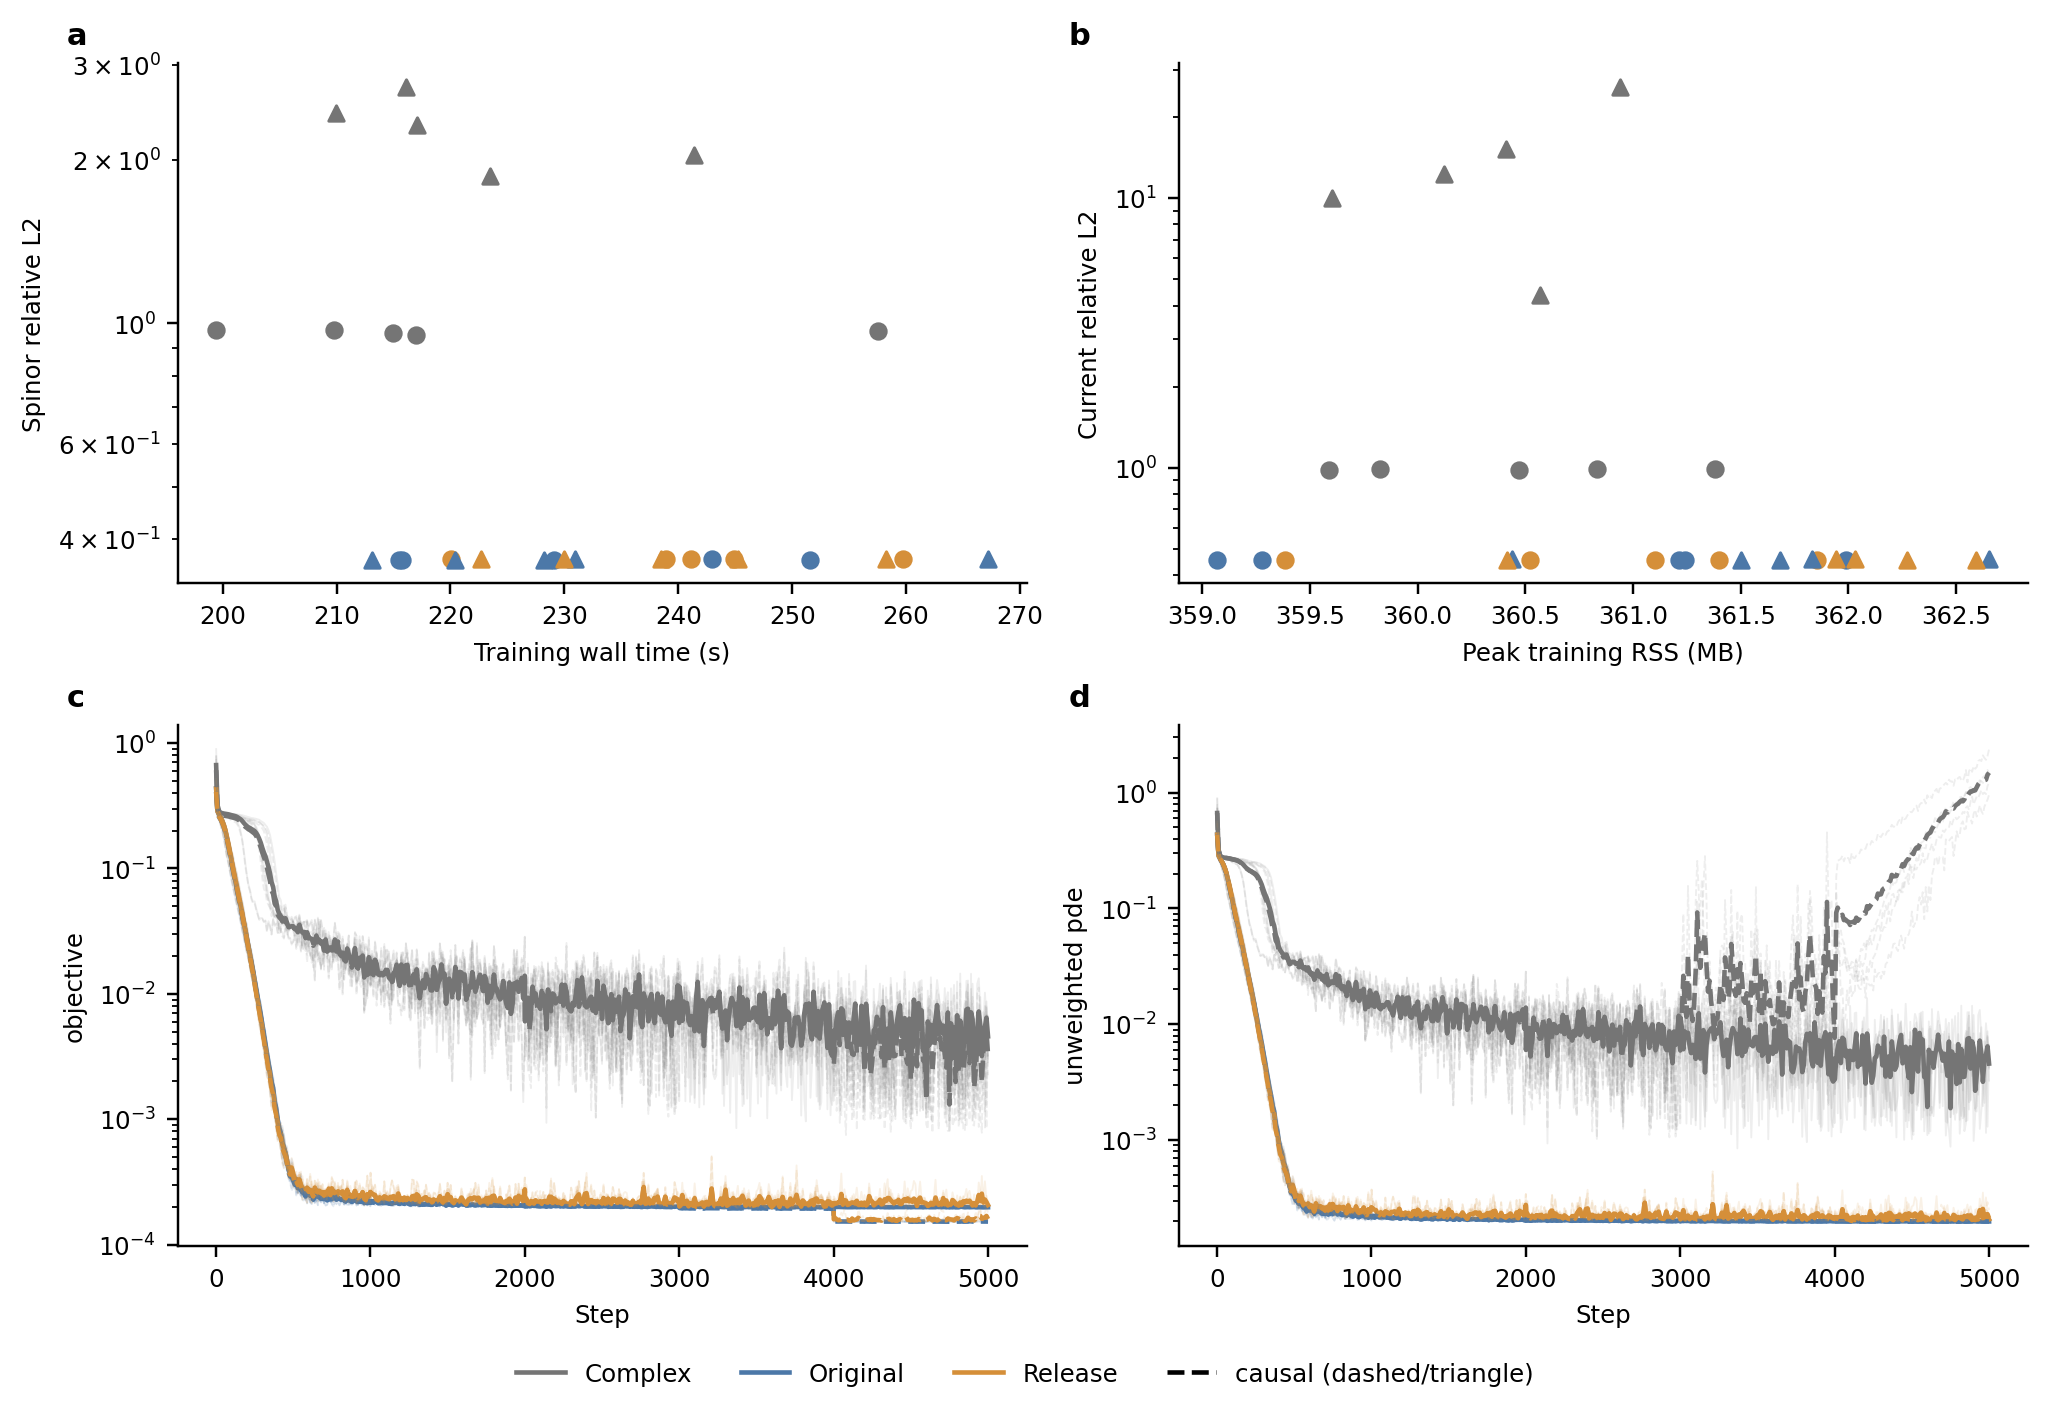 a
3 × 10⁰
2 × 10⁰
10⁰
6 × 10⁻¹
4 × 10⁻¹
Spinor relative L2
200 210 220 230 240 250 260 270
Training wall time (s)
b
10¹
10⁰
Current relative L2
359.0 359.5 360.0 360.5 361.0 361.5 362.0 362.5
Peak training RSS (MB)
c
10⁰
10⁻¹
10⁻²
10⁻³
10⁻⁴
objective
0 1000 2000 3000 4000 5000
Step
d
10⁰
10⁻¹
10⁻²
10⁻³
unweighted pde
0 1000 2000 3000 4000 5000
Step
Complex Original Release causal (dashed/triangle)